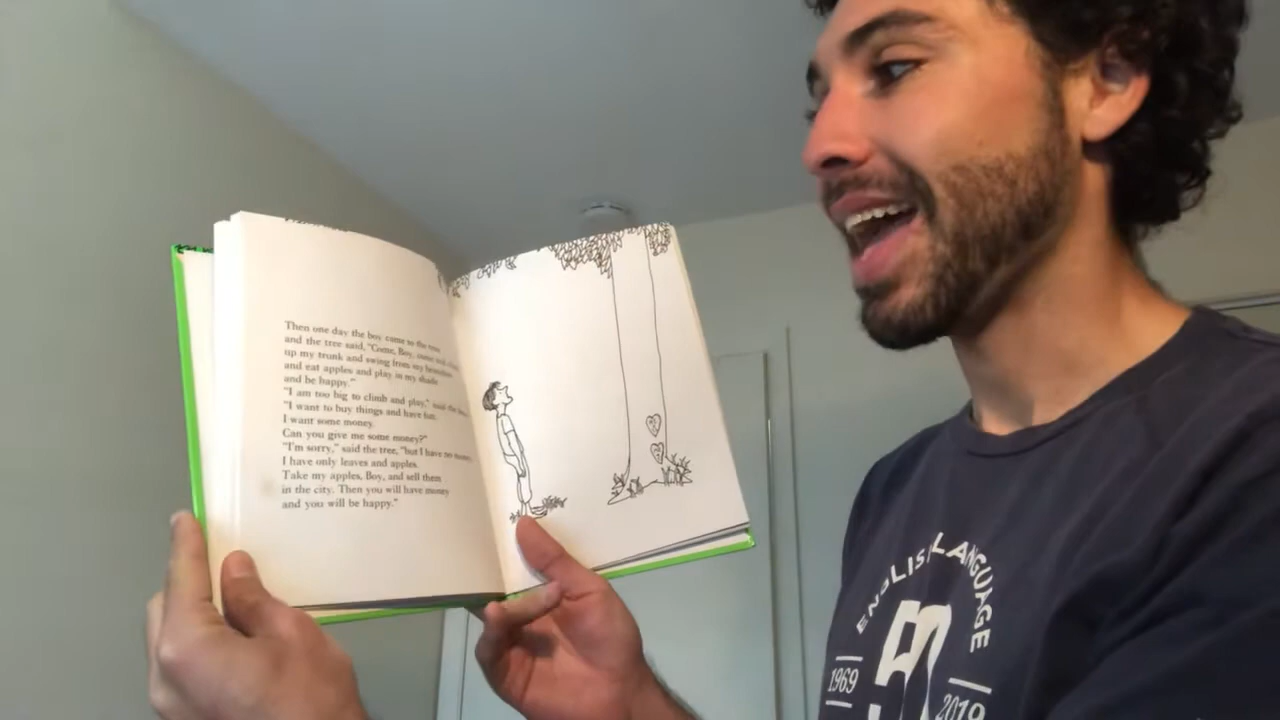 Then one day the boy came to the tree
and the tree said, "Come, Boy, come and climb
up my trunk and swing from my branches
and eat apples and play in my shade
and be happy."
"I am too big to climb and play," said the
"I want to buy things and have fun.
I want some money.
Can you give me some money?"
"I'm sorry," said the tree, "but I have no money.
I have only leaves and apples.
Take my apples, Boy, and sell them
in the city. Then you will have money
and you will be happy."
ENGLISH LANGUAGE
50
1969
2019